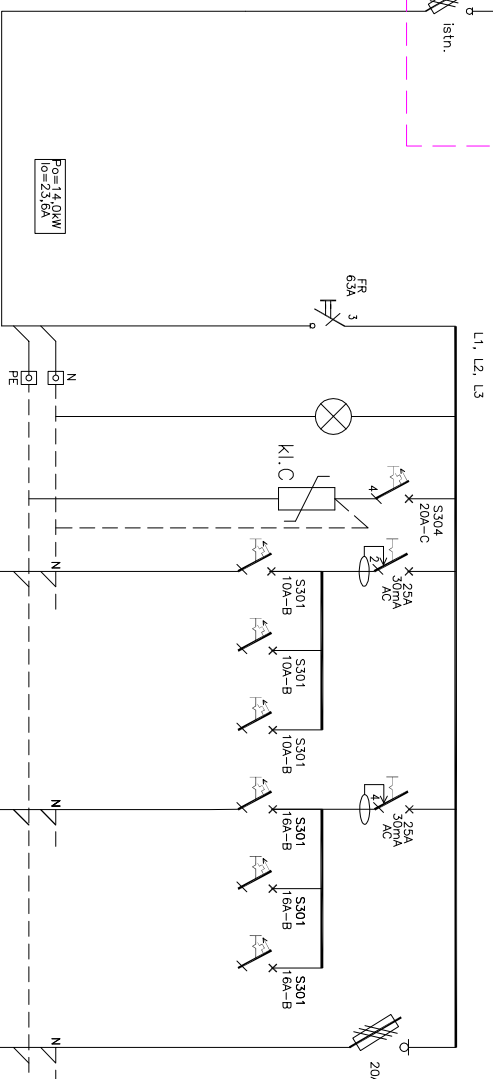 istn.
Po=14,0kW
Io=23,6A
FR
63A
3
L1, L2, L3
N
PE
kl.C
4
S304
20A-C
2
25A
30mA
AC
N
S301
10A-B
S301
10A-B
S301
10A-B
4
25A
30mA
AC
N
S301
16A-B
S301
16A-B
S301
16A-B
N